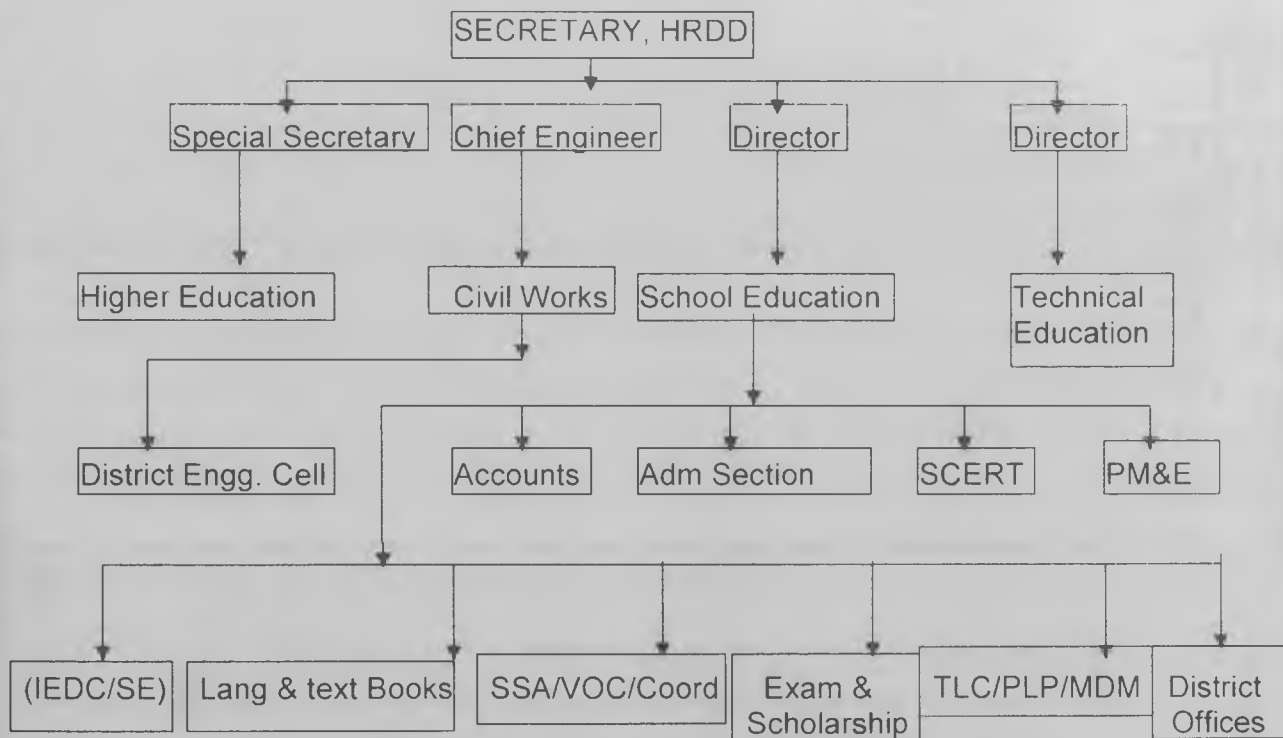 SECRETARY, HRDD
Special Secretary
Chief Engineer
Director
Director
Higher Education
Civil Works
School Education
Technical
Education
District Engg. Cell
Accounts
Adm Section
SCERT
PM&E
(IEDC/SE)
Lang & text Books
SSA/VOC/Coord
Exam &
Scholarship
TLC/PLP/MDM
District
Offices